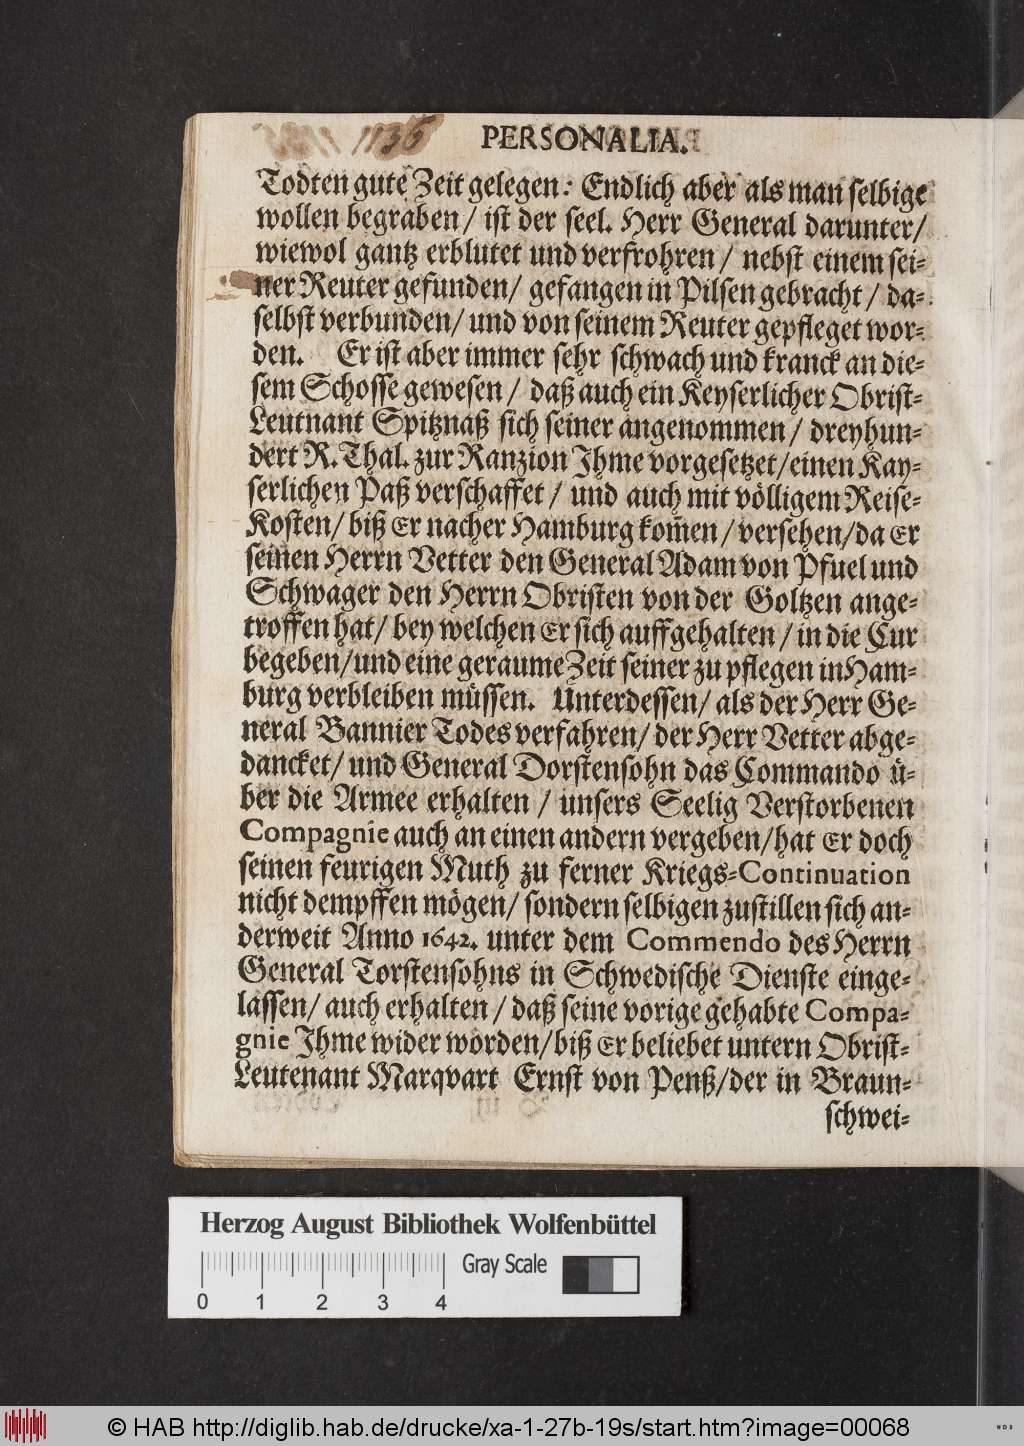 1136
PERSONALIA.
Todten gute Zeit gelegen: Endlich aber als man selbige
wollen begraben/ ist der seel. Herr General darunter/
wiewol gantz erblutet und verfrohren/ nebst einem sei-
ner Reuter gefunden/ gefangen in Pilsen gebracht/ da-
selbst verbunden/ und von seinem Reuter gepfleget wor-
den. Er ist aber immer sehr schwach und kranck an die-
sem Schosse gewesen/ daß auch ein Keyserlicher Obrist-
Leutnant Spitznaß sich seiner angenommen/ dreyhun-
dert R. Thal. zur Ranzion Ihme vorgesetzet/ einen Kay-
serlichen Paß verschaffet/ und auch mit völligem Reise-
Kosten/ biß Er nacher Hamburg kom̃en/ versehen/ da Er
seinen Herrn Vetter den General Adam von Pfuel und
Schwager den Herrn Obristen von der Goltzen ange-
troffen hat/ bey welchen Er sich auffgehalten/ in die Cur
begeben/ und eine geraume Zeit seiner zu pflegen in Ham-
burg verbleiben müssen. Unterdessen/ als der Herr Ge-
neral Bannier Todes verfahren/ der Herr Vetter abge-
dancket/ und General Dorstensohn das Commando ü-
ber die Armee erhalten/ unsers Seelig Verstorbenen
Compagnie auch an einen andern vergeben/ hat Er doch
seinen feurigen Muth zu ferner Kriegs-Continuation
nicht dempffen mögen/ sondern selbigen zustillen sich an-
derweit Anno 1642. unter dem Commendo des Herrn
General Torstensohns in Schwedische Dienste einge-
lassen/ auch erhalten/ daß seine vorige gehabte Compa-
gnie Ihme wider worden/ biß Er beliebet untern Obrist-
Leutenant Marqvart Ernst von Penß/ der in Braun-
schwei-
Herzog August Bibliothek Wolfenbüttel
Gray Scale
0 1 2 3 4
© HAB http://diglib.hab.de/drucke/xa-1-27b-19s/start.htm?image=00068